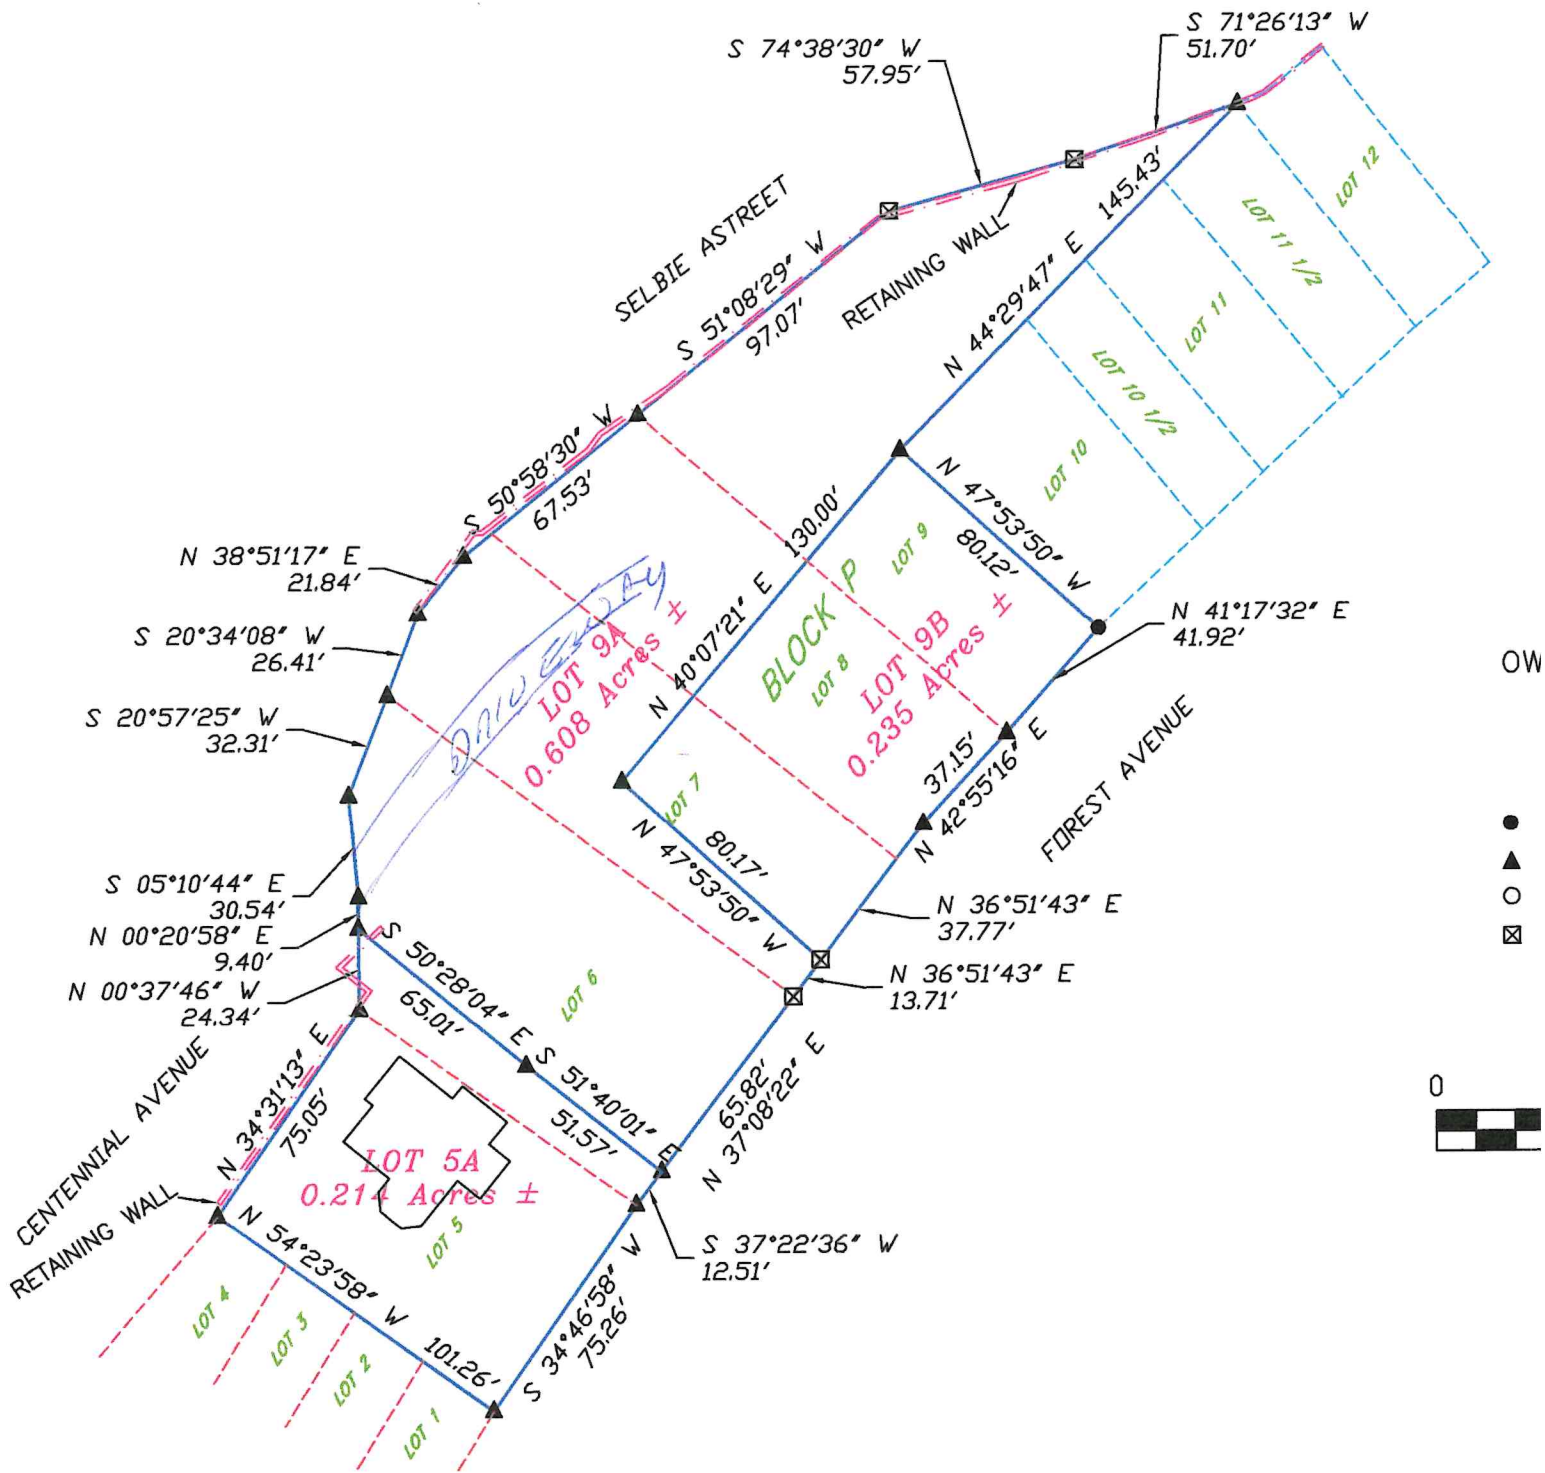 S 71°26'13" W
51.70'
S 74°38'30" W
57.95'
SELBIE ASTREET
RETAINING WALL
145.43'
N 44°29'47" E
LOT 12
LOT 11 1/2
LOT 11
LOT 10 1/2
LOT 10
S 51°08'29" W
97.07'
S 50°58'30" W
67.53'
N 38°51'17" E
21.84'
S 20°34'08" W
26.41'
S 20°57'25" W
32.31'
S 05°10'44" E
30.54'
N 00°20'58" E
9.40'
N 00°37'46" W
24.34'
130.00'
N 40°07'21" E
N 47°53'50" W
80.12'
LOT 9
BLOCK P
LOT 8
LOT 9B
0.235 Acres ±
LOT 9A
0.608 Acres ±
LOT 7
N 41°17'32" E
41.92'
OW
37.15'
N 42°55'16" E
FOREST AVENUE
80.17'
N 47°53'50" W
N 36°51'43" E
37.77'
N 36°51'43" E
13.71'
LOT 6
S 50°28'04" E
65.01'
S 51°40'01" E
51.57'
65.82'
N 37°08'22" E
0
CENTENNIAL AVENUE
N 34°31'13" E
75.05'
RETAINING WALL
LOT 5A
0.214 Acres ±
LOT 5
N 54°23'58" W
101.26'
S 37°22'36" W
12.51'
S 34°46'58" W
75.26'
LOT 4
LOT 3
LOT 2
LOT 1